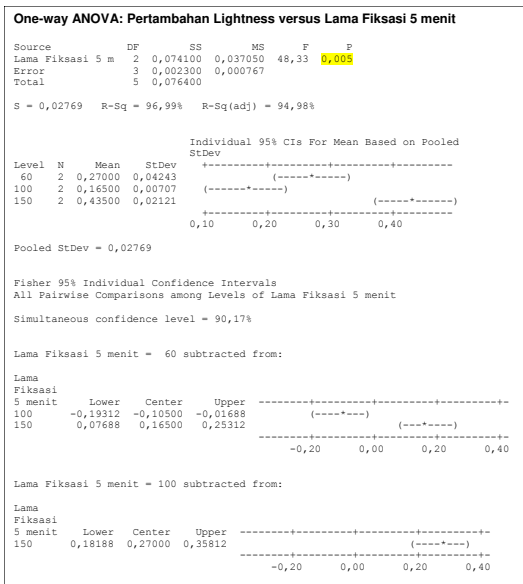 One-way ANOVA: Pertambahan Lightness versus Lama Fiksasi 5 menit
Source DF SS MS F P
Lama Fiksasi 5 m 2 0,074100 0,037050 48,33 0,005
Error 3 0,002300 0,000767
Total 5 0,076400
S = 0,02769 R-Sq = 96,99% R-Sq(adj) = 94,98%
Individual 95% CIs For Mean Based on Pooled
StDev
Level N Mean StDev +---------+---------+---------+---------
60 2 0,27000 0,04243 (-----*-----)
100 2 0,16500 0,00707 (------*-----)
150 2 0,43500 0,02121 (-----*------)
+---------+---------+---------+---------
0,10 0,20 0,30 0,40
Pooled StDev = 0,02769
Fisher 95% Individual Confidence Intervals
All Pairwise Comparisons among Levels of Lama Fiksasi 5 menit
Simultaneous confidence level = 90,17%
Lama Fiksasi 5 menit = 60 subtracted from:
Lama
Fiksasi
5 menit Lower Center Upper --------+---------+---------+---------+-
100 -0,19312 -0,10500 -0,01688 (----*---)
150 0,07688 0,16500 0,25312 (---*----)
--------+---------+---------+---------+-
-0,20 0,00 0,20 0,40
Lama Fiksasi 5 menit = 100 subtracted from:
Lama
Fiksasi
5 menit Lower Center Upper --------+---------+---------+---------+-
150 0,18188 0,27000 0,35812 (----*---)
--------+---------+---------+---------+-
-0,20 0,00 0,20 0,40